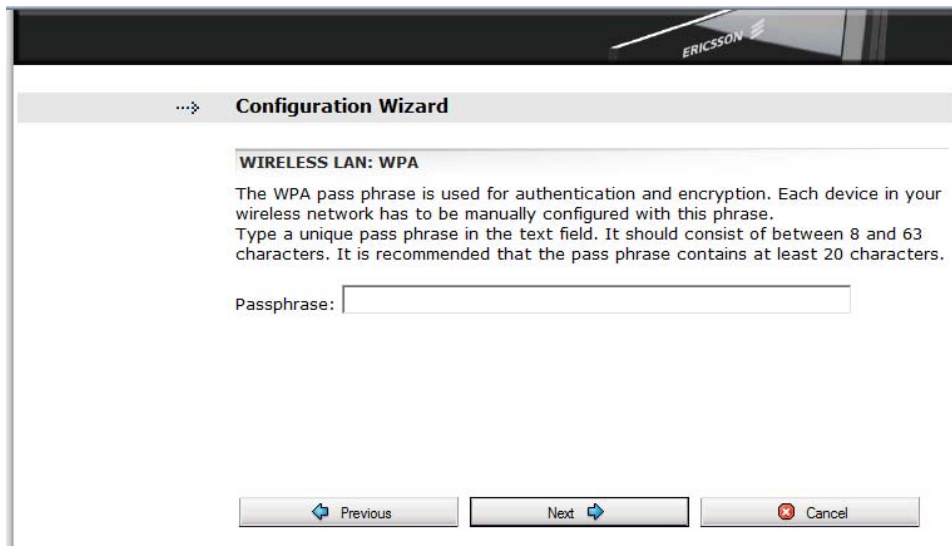 ERICSSON
Configuration Wizard
WIRELESS LAN: WPA
The WPA pass phrase is used for authentication and encryption. Each device in your
wireless network has to be manually configured with this phrase.
Type a unique pass phrase in the text field. It should consist of between 8 and 63
characters. It is recommended that the pass phrase contains at least 20 characters.
Passphrase:
Previous Next Cancel